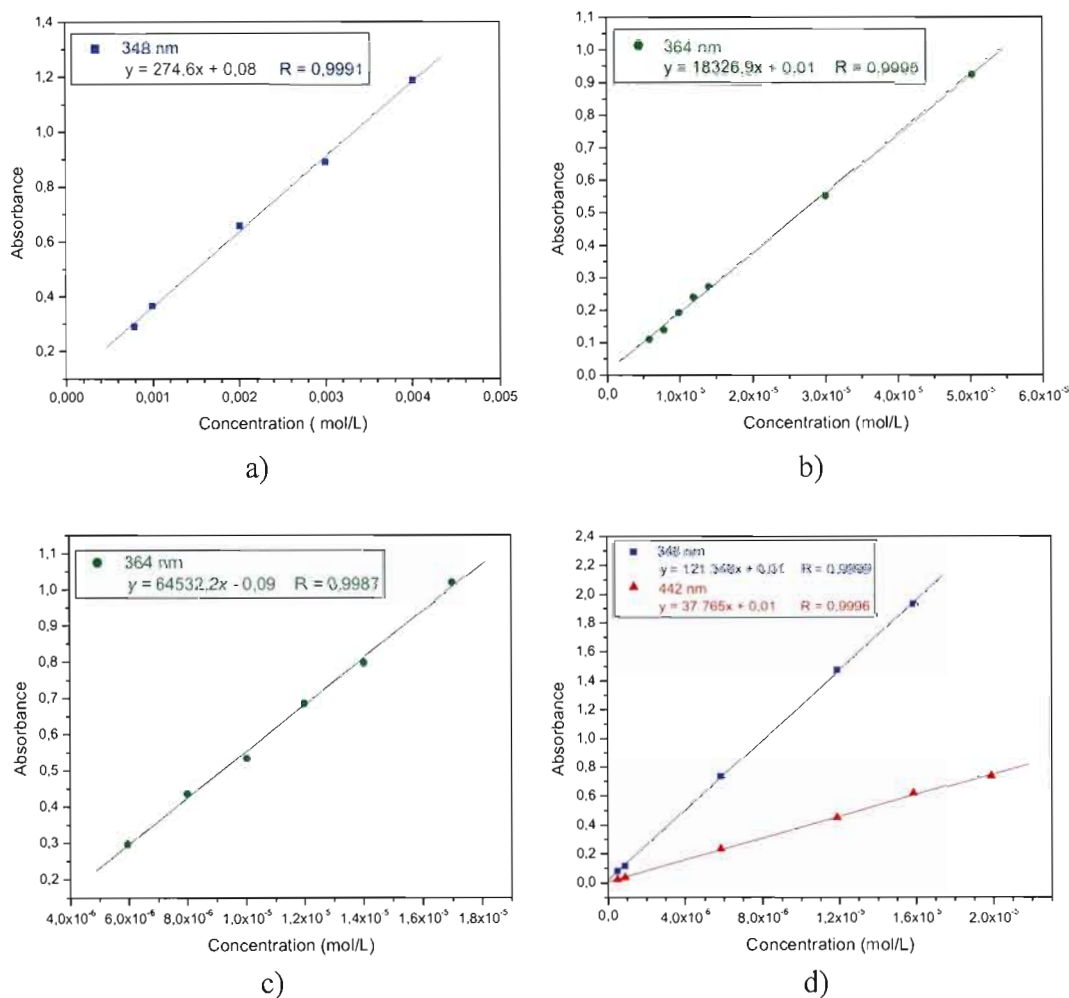 348 nm
y = 274.6x + 0,08 R = 0,9991
1,4
1,2
1,0
0,8
0,6
0,4
0,2
Absorbance
0,000 0,001 0,002 0,003 0,004 0,005
Concentration ( mol/L)
a)
364 nm
y = 18326,9x + 0,01 R = 0,9995
1,1
1,0
0,9
0,8
0,7
0,6
0,5
0,4
0,3
0,2
0,1
0,0
Absorbance
0,0 1,0x10⁻⁵ 2,0x10⁻⁵ 3,0x10⁻⁵ 4,0x10⁻⁵ 5,0x10⁻⁵ 6,0x10⁻⁵
Concentration (mol/L)
b)
364 nm
y = 64532,2x - 0,09 R = 0,9987
1,1
1,0
0,9
0,8
0,7
0,6
0,5
0,4
0,3
0,2
Absorbance
4,0x10⁻⁶ 6,0x10⁻⁶ 8,0x10⁻⁶ 1,0x10⁻⁵ 1,2x10⁻⁵ 1,4x10⁻⁵ 1,6x10⁻⁵ 1,8x10⁻⁵
Concentration (mol/L)
c)
348 nm
y = 121 348x + 0,01 R = 0,9999
442 nm
y = 37 765x + 0,01 R = 0,9996
2,4
2,2
2,0
1,8
1,6
1,4
1,2
1,0
0,8
0,6
0,4
0,2
0,0
Absorbance
0,0 4,0x10⁻⁶ 8,0x10⁻⁶ 1,2x10⁻⁵ 1,6x10⁻⁵ 2,0x10⁻⁵
Concentration (mol/L)
d)